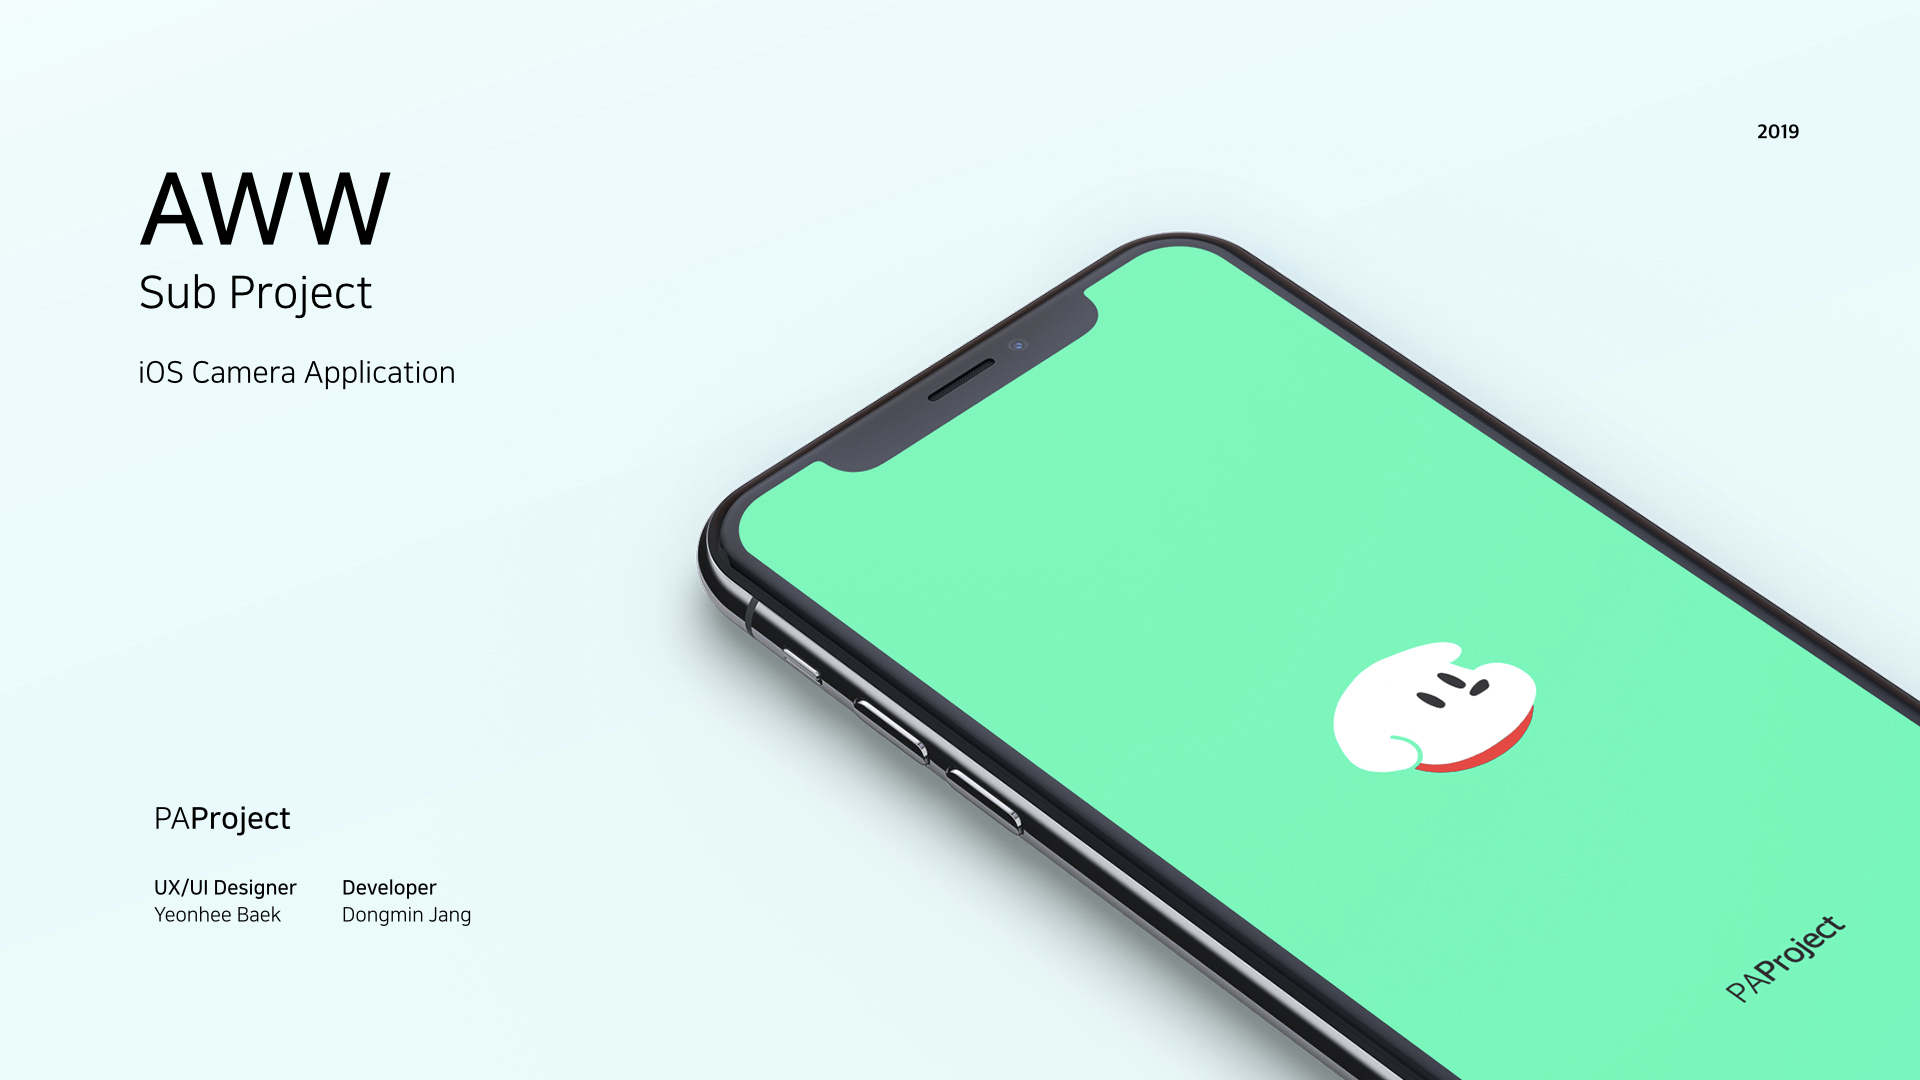 2019
AWW
Sub Project
iOS Camera Application
PAProject
UX/UI Designer
Yeonhee Baek
Developer
Dongmin Jang
PAProject